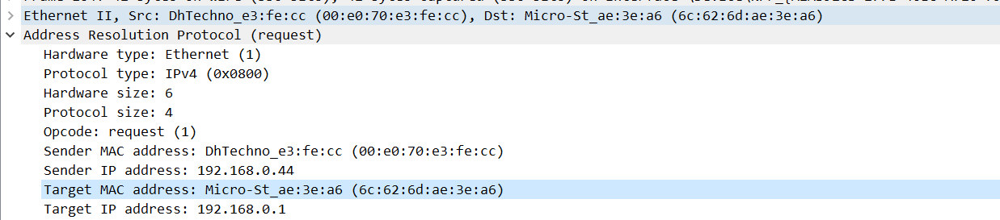 Ethernet II, Src: DhTechno_e3:fe:cc (00:e0:70:e3:fe:cc), Dst: Micro-St_ae:3e:a6 (6c:62:6d:ae:3e:a6)
Address Resolution Protocol (request)
Hardware type: Ethernet (1)
Protocol type: IPv4 (0x0800)
Hardware size: 6
Protocol size: 4
Opcode: request (1)
Sender MAC address: DhTechno_e3:fe:cc (00:e0:70:e3:fe:cc)
Sender IP address: 192.168.0.44
Target MAC address: Micro-St_ae:3e:a6 (6c:62:6d:ae:3e:a6)
Target IP address: 192.168.0.1